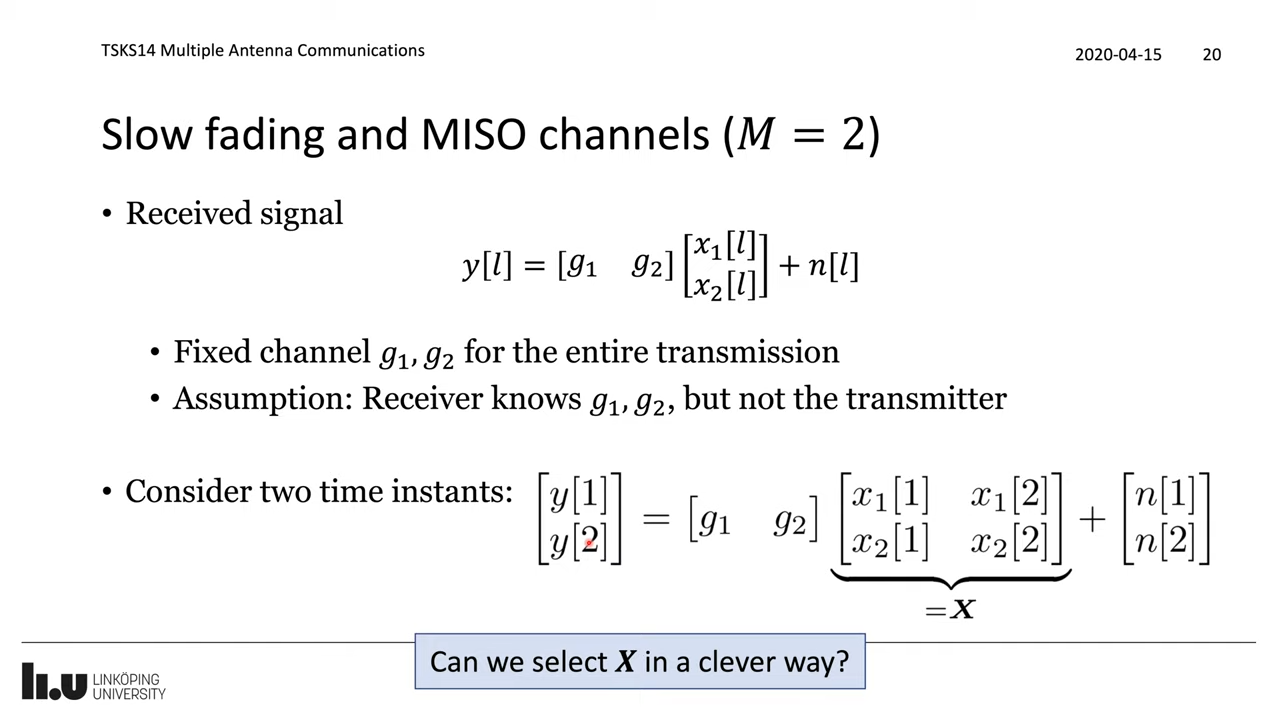 TSKS14 Multiple Antenna Communications
2020-04-15 20
Slow fading and MISO channels (M = 2)
• Received signal
y[l] = [g₁ g₂] [x₁[l] x₂[l]] + n[l]
• Fixed channel g₁, g₂ for the entire transmission
• Assumption: Receiver knows g₁, g₂, but not the transmitter
• Consider two time instants: [y[1] y[2]] = [g₁ g₂] [x₁[1] x₁[2] x₂[1] x₂[2]] + [n[1] n[2]]
=X
Can we select X in a clever way?
li.u LINKÖPING
UNIVERSITY